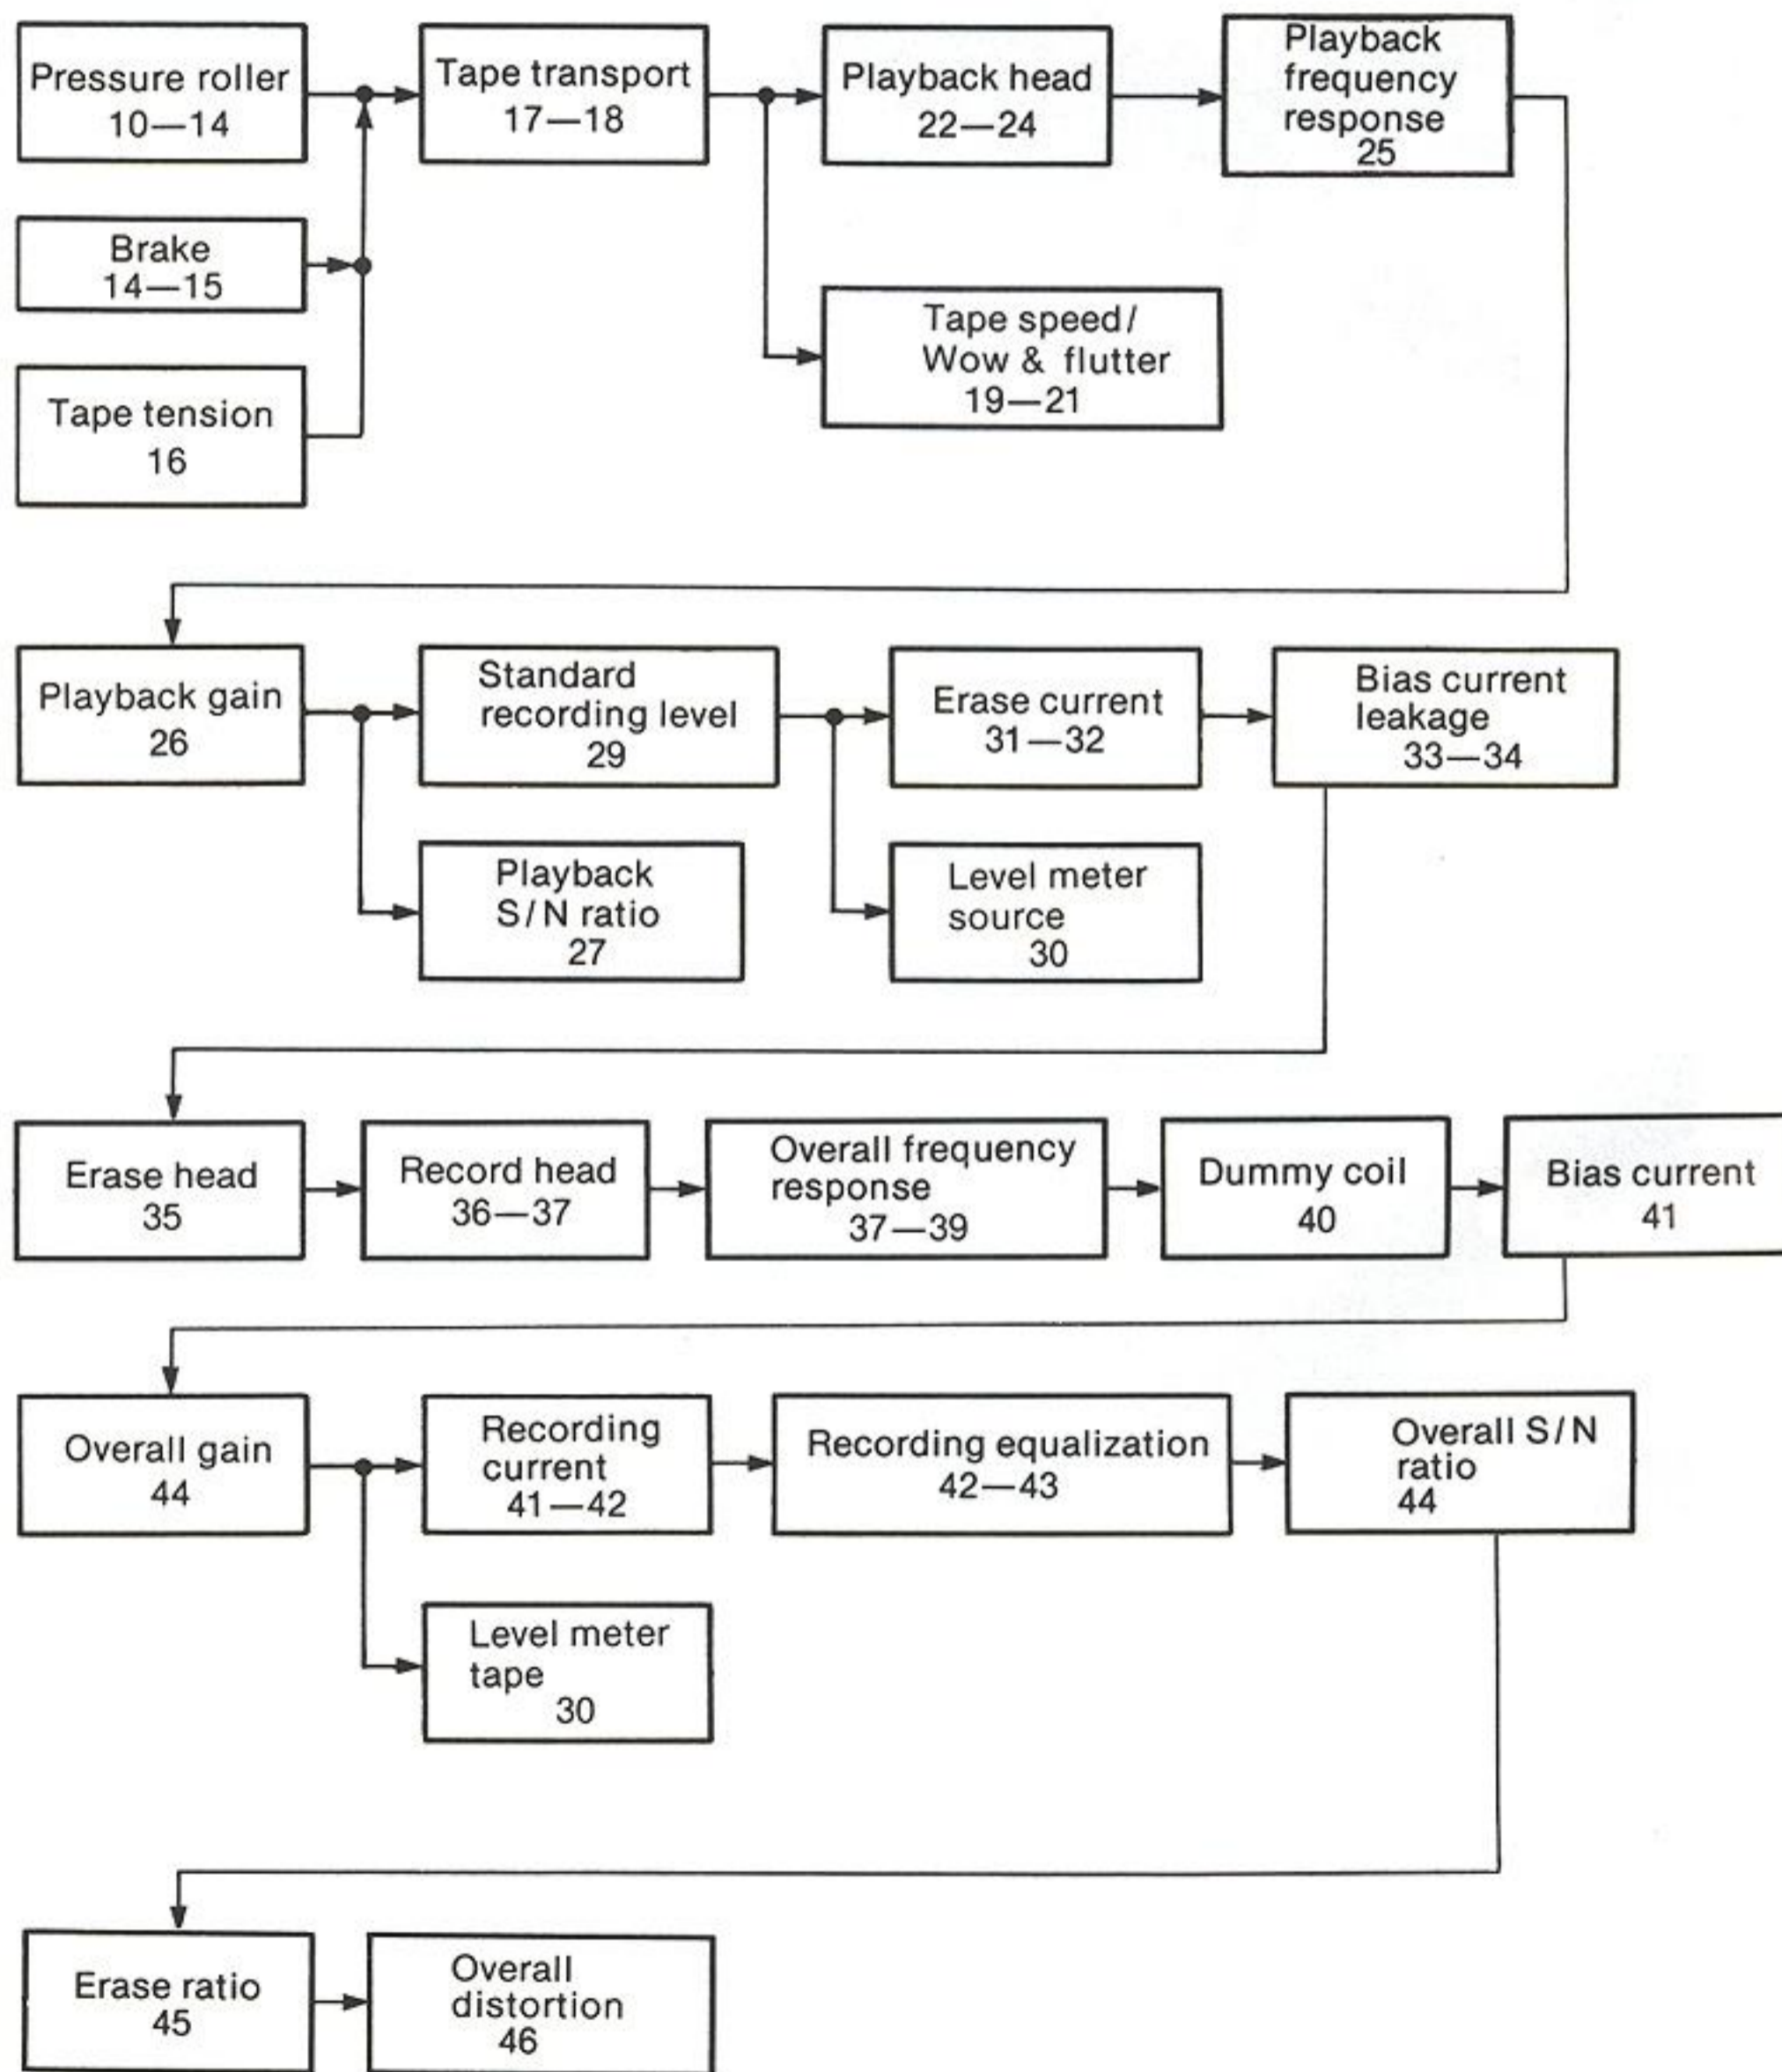 Pressure roller
10—14
Tape transport
17—18
Playback head
22—24
Playback
frequency
response
25
Brake
14—15
Tape speed/
Wow & flutter
19—21
Tape tension
16
Playback gain
26
Standard
recording level
29
Erase current
31—32
Bias current
leakage
33—34
Playback
S/N ratio
27
Level meter
source
30
Erase head
35
Record head
36—37
Overall frequency
response
37—39
Dummy coil
40
Bias current
41
Overall gain
44
Recording
current
41—42
Recording equalization
42—43
Overall S/N
ratio
44
Level meter
tape
30
Erase ratio
45
Overall
distortion
46